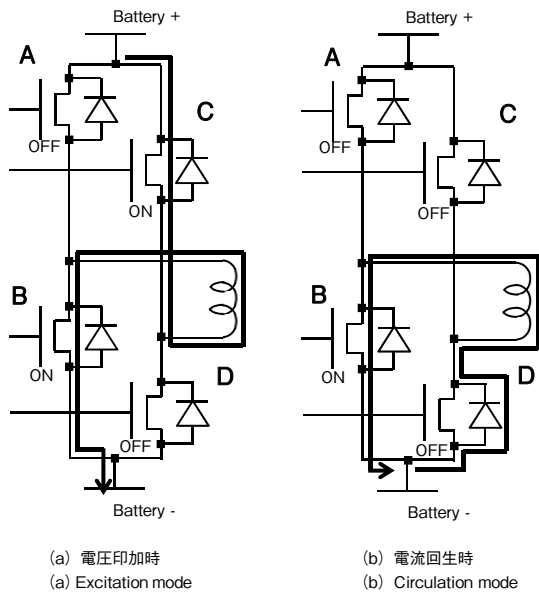 Battery +
A
C
OFF
ON
B
ON
D
OFF
Battery -
(a) 電圧印加時
(a) Excitation mode
Battery +
A
C
OFF
OFF
B
ON
D
OFF
Battery -
(b) 電流回生時
(b) Circulation mode